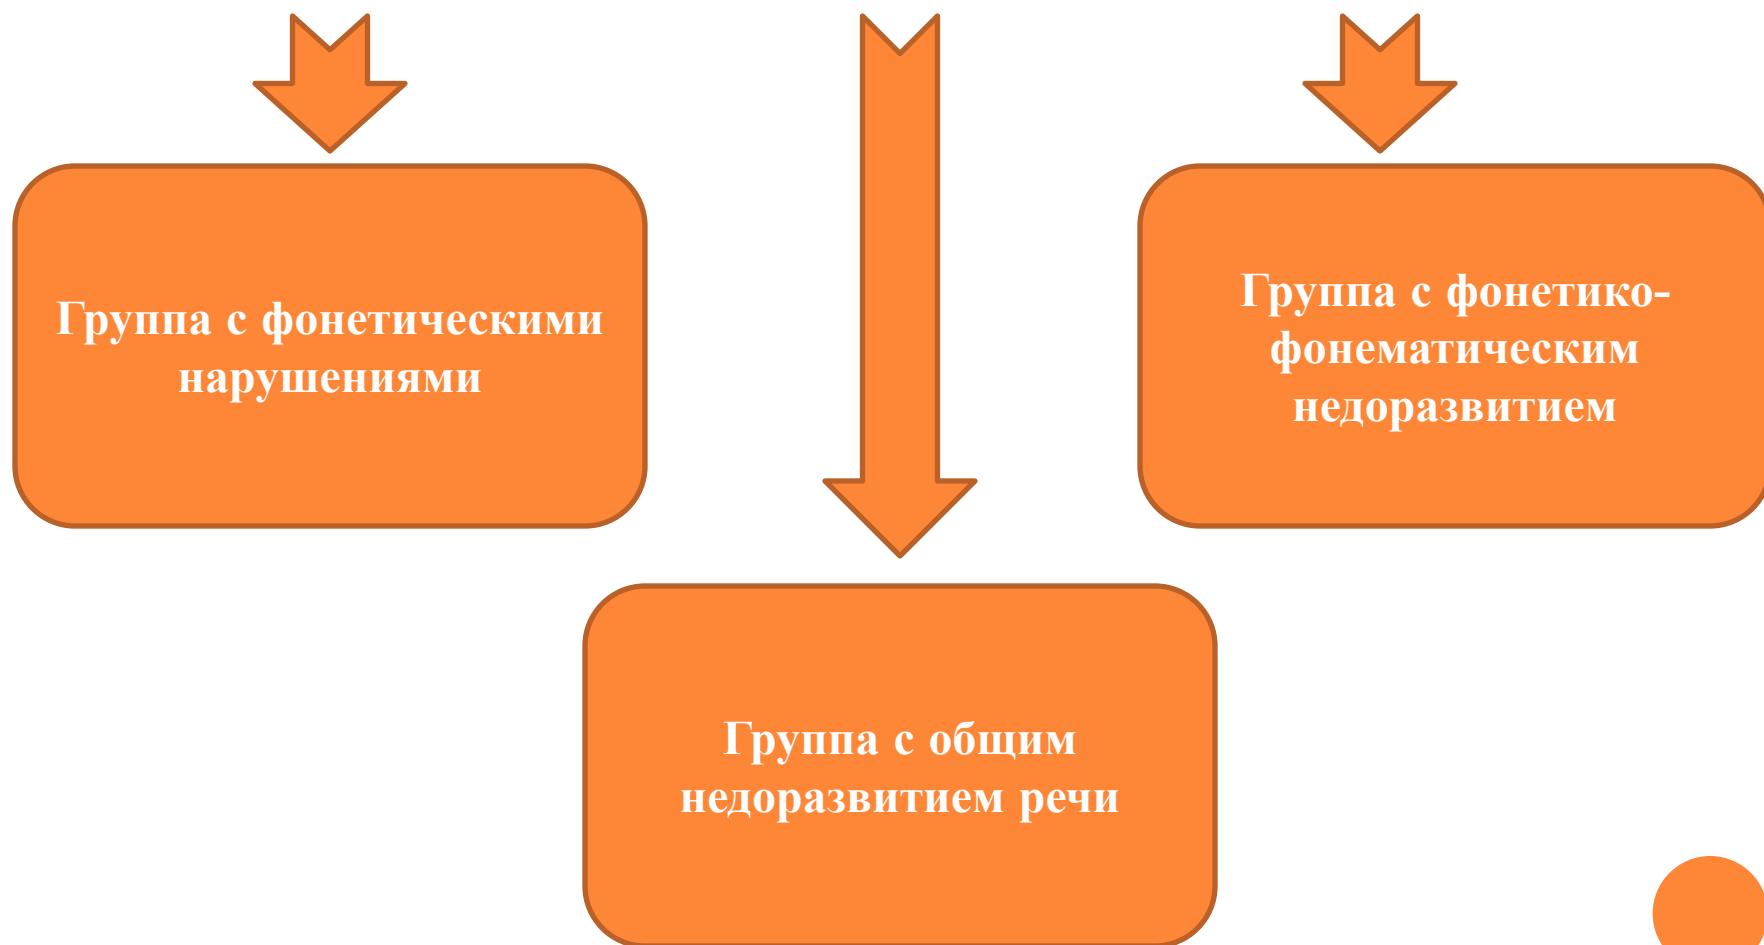 Группа с фонетическими
нарушениями
Группа с фонетико-
фонематическим
недоразвитием
Группа с общим
недоразвитием речи